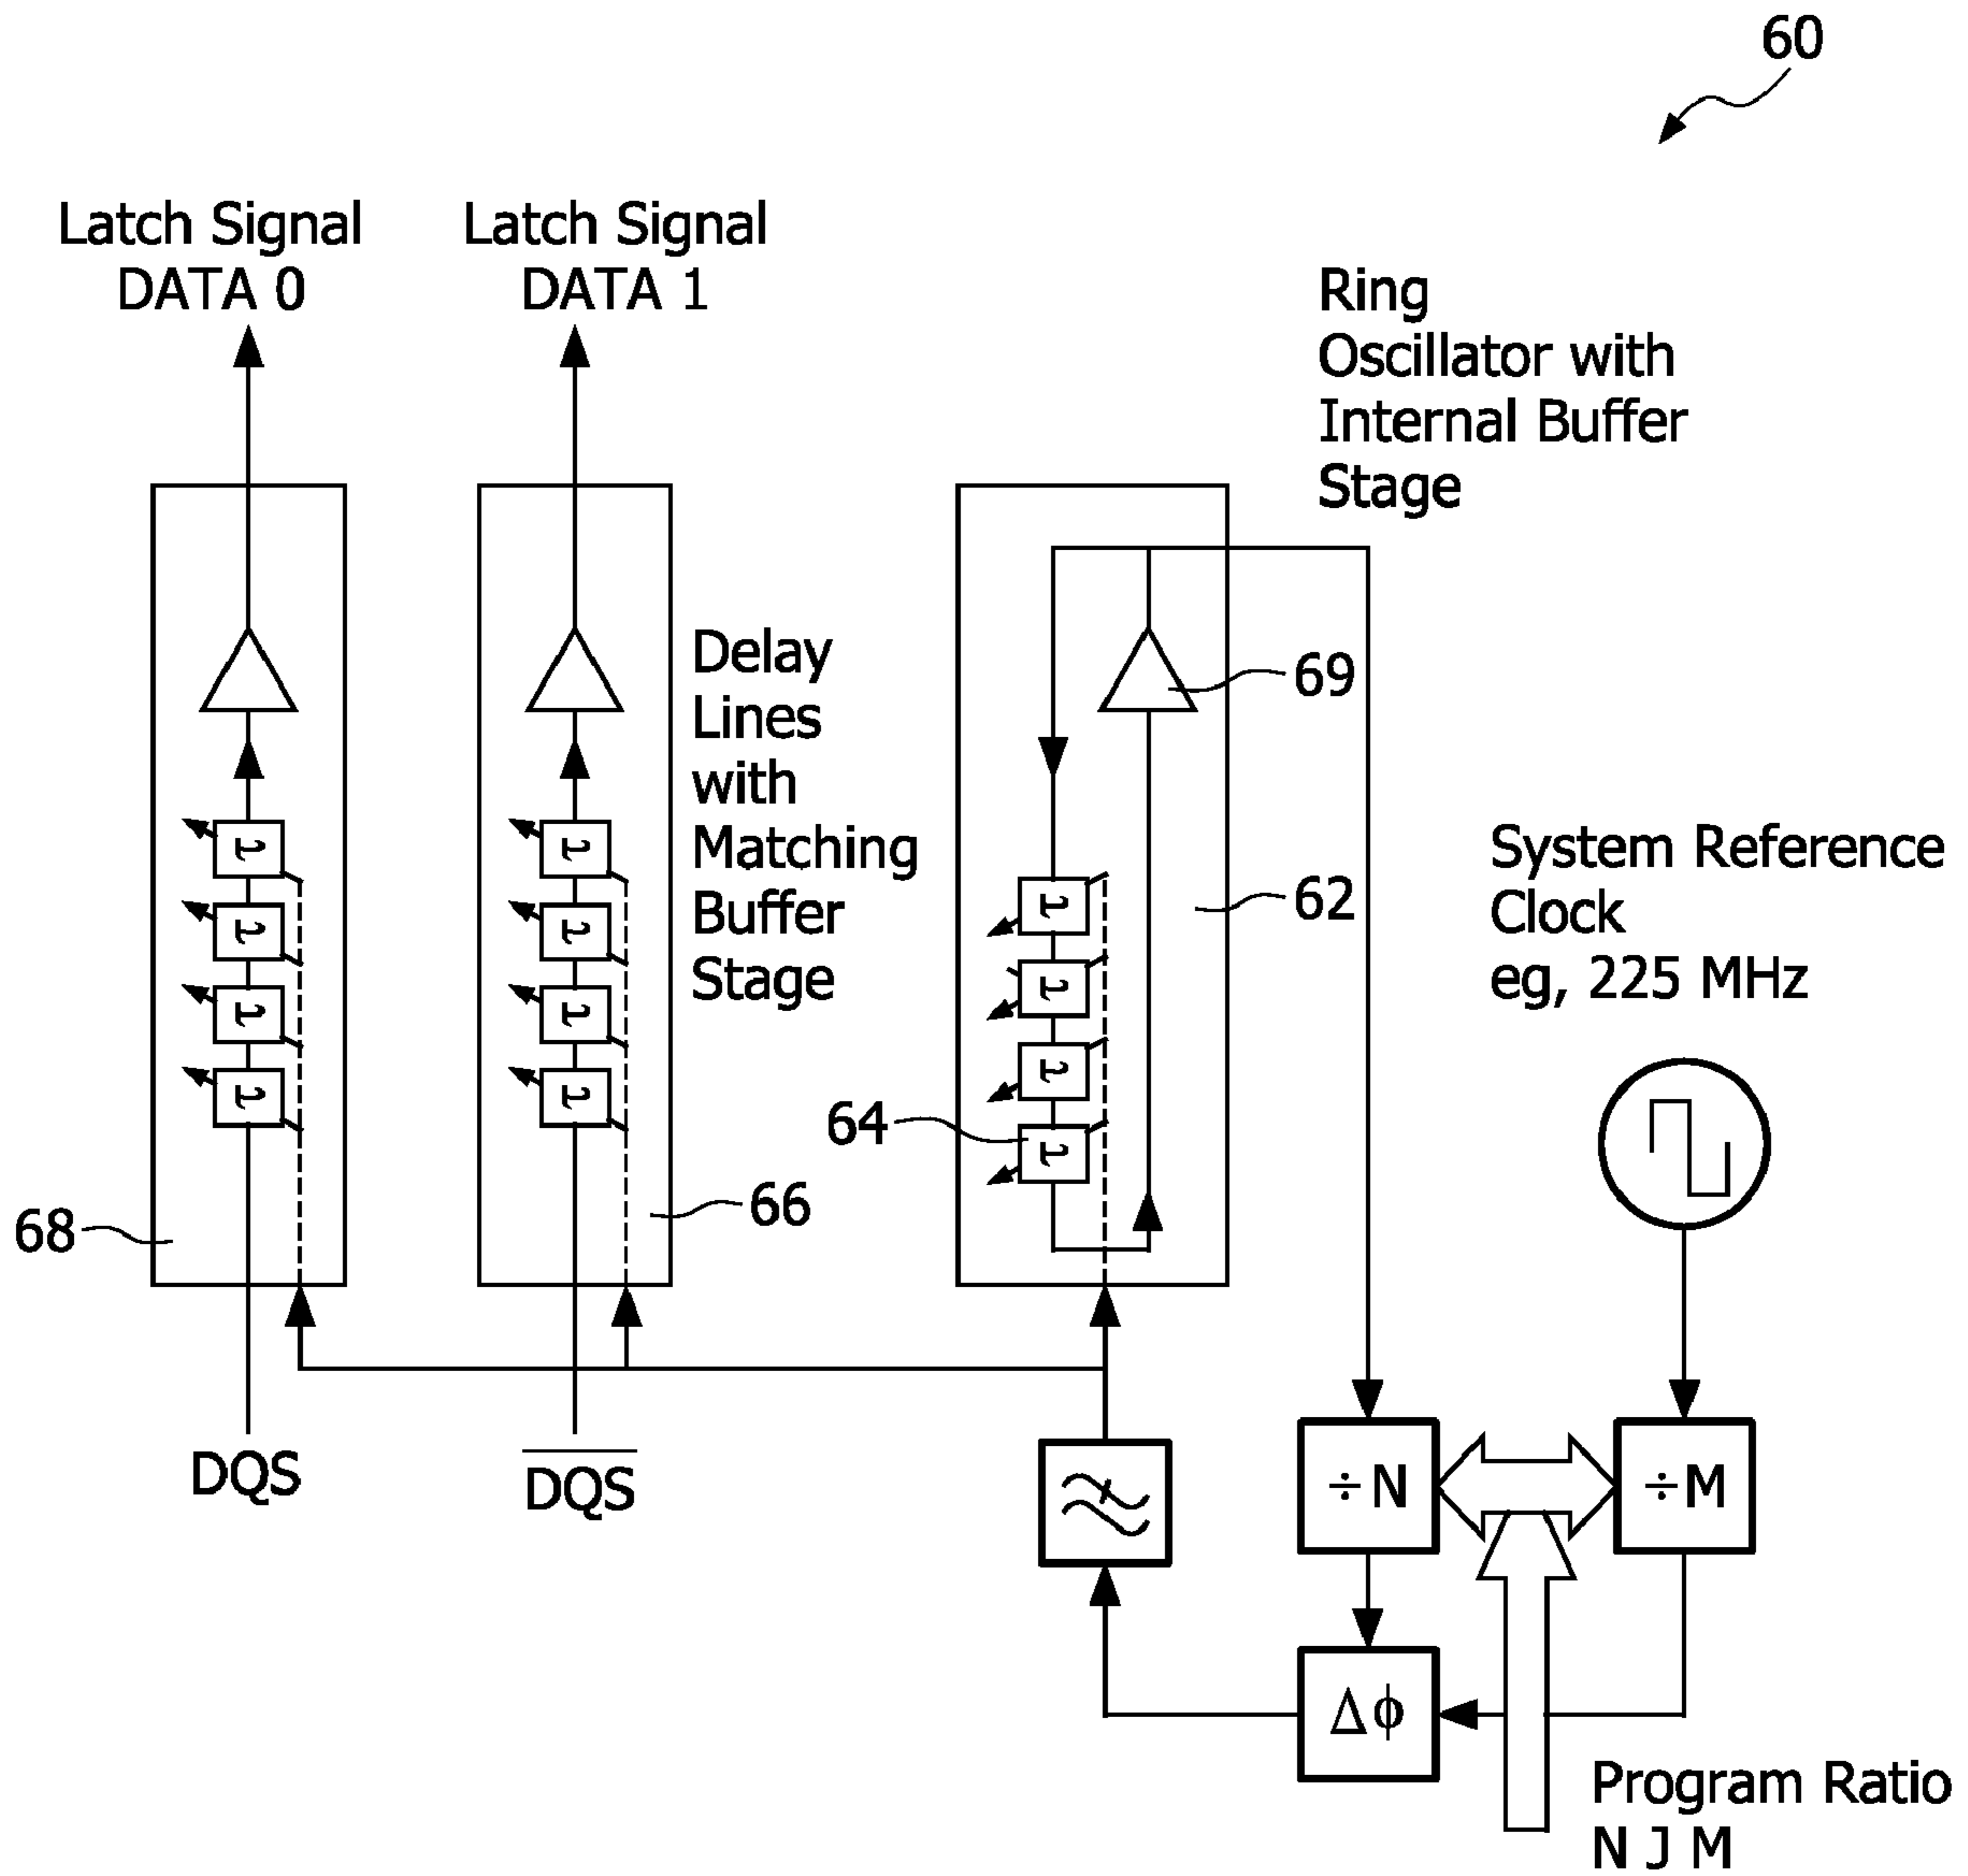 60
Latch Signal
DATA 0
Latch Signal
DATA 1
Ring
Oscillator with
Internal Buffer
Stage
Delay
Lines
with
Matching
Buffer
Stage
69
62
System Reference
Clock
eg, 225 MHz
τ
τ
τ
τ
τ
τ
τ
τ
τ
τ
τ
τ
64
66
68
DQS
D̅Q̅S̅
÷N
÷M
Δϕ
Program Ratio
N J M